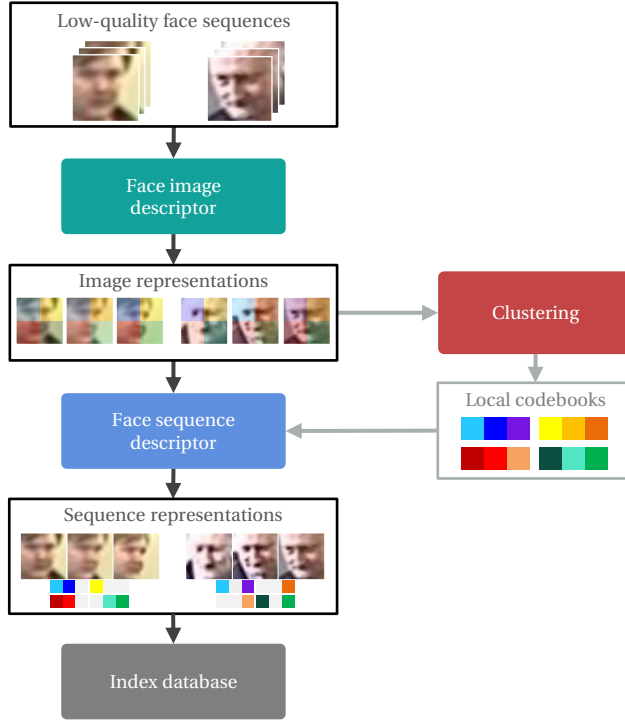 Low-quality face sequences
Face image
descriptor
Image representations
Clustering
Local codebooks
Face sequence
descriptor
Sequence representations
Index database